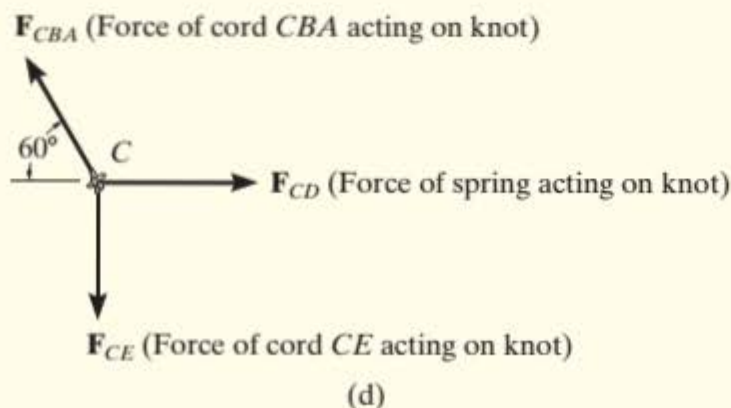 F_CBA (Force of cord CBA acting on knot)
60°
C
F_CD (Force of spring acting on knot)
F_CE (Force of cord CE acting on knot)
(d)